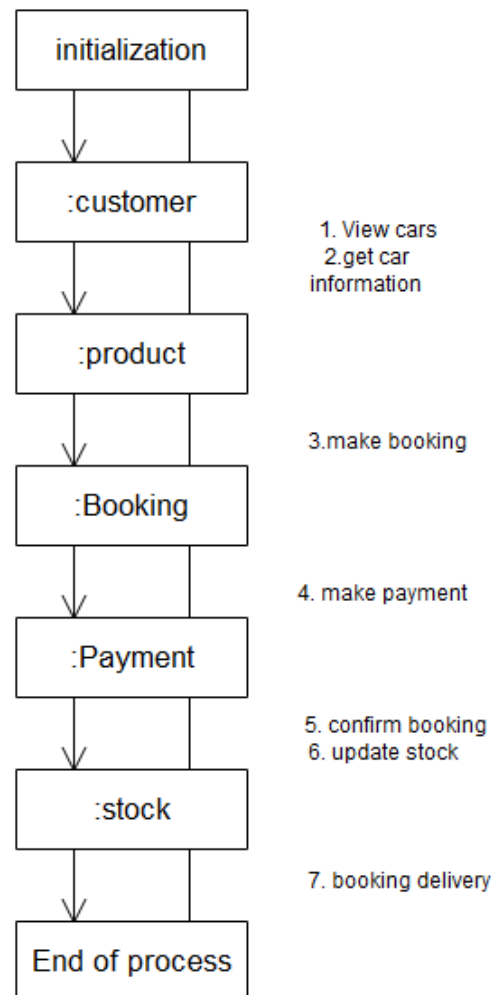 initialization
:customer
1. View cars
2.get car
information
:product
3.make booking
:Booking
4. make payment
:Payment
5. confirm booking
6. update stock
:stock
7. booking delivery
End of process